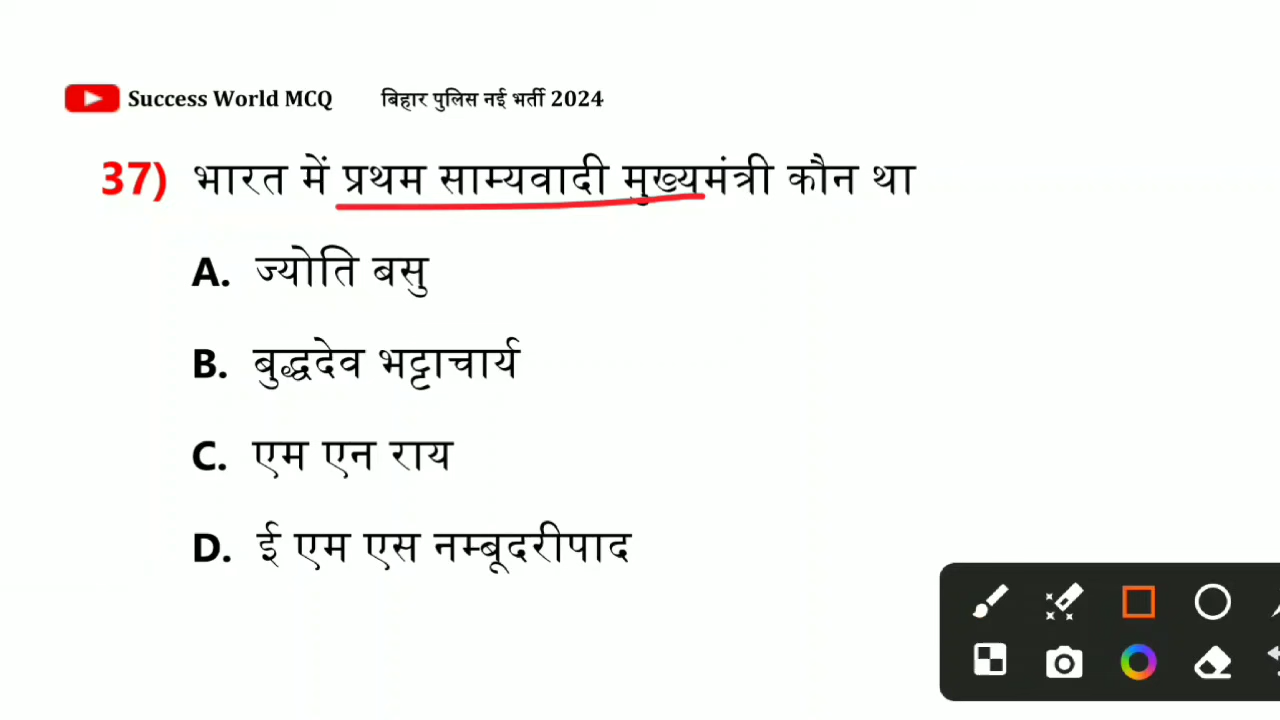 Success World MCQ बिहार पुलिस नई भर्ती 2024
37) भारत में प्रथम साम्यवादी मुख्यमंत्री कौन था
A. ज्योति बसु
B. बुद्धदेव भट्टाचार्य
C. एम एन राय
D. ई एम एस नम्बूदरीपाद